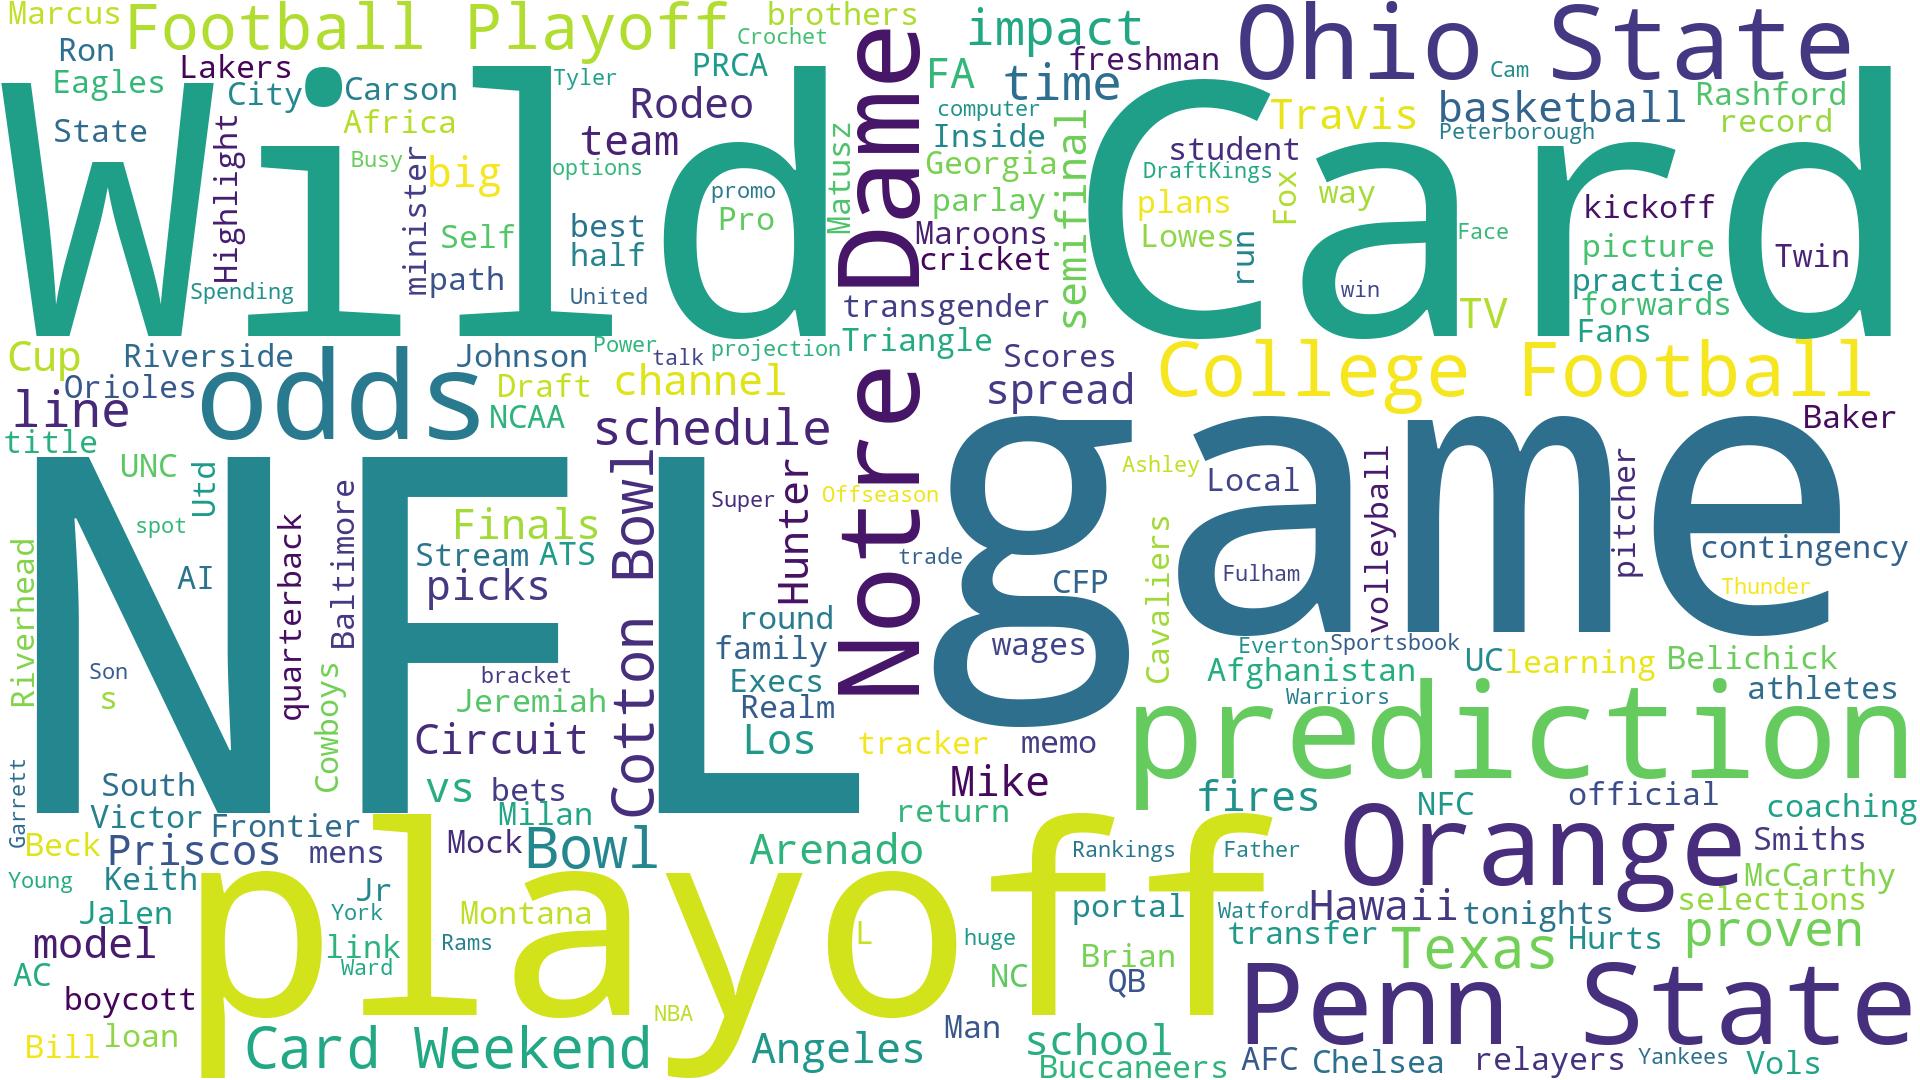 Marcus
Football Playoff
brothers
Crochet
impact
Ohio State
Ron
Lakers
Eagles
City
Carson
Tyler
PRCA
FA
time
freshman
Cam
Rashford
State
Africa
Rodeo
computer
Travis
basketball
record
Highlight
Busy
team
Matusz
Inside
student
Peterborough
Wild Card
minister
big
options
Georgia
semifinal
DraftKings
Fox
way
Self
best
half
promo
Pro
parlay
plans
kickoff
path
Maroons
Lowes
run
Face
picture
Twin
Spending
United
cricket
win
practice
transgender
TV
forwards
Fans
Cup
Riverside
Johnson
Power
talk
projection
Triangle
Scores
Orioles
odds
Draft
channel
spread
College Football
line
NCAA
schedule
Baker
title
UNC
Utd
Notre Dame
Ashley
Local
Super
Offseason
volleyball
pitcher
spot
Finals
Cotton Bowl
Hunter
game
Stream
ATS
trade
contingency
Riverhead
AI
quarterback
Baltimore
picks
CFP
Fulham
Thunder
NFL
round
Cavaliers
family
wages
Everton
Sportsbook
Son
s
Cowboys
bracket
Execs
Afghanistan
UC
learning
Belichick
Jeremiah
Realm
Warriors
athletes
Circuit
Los
tracker
memo
prediction
Garrett
South
vs
bets
Mike
fires
NFC
official
Victor
Frontier
Milan
return
coaching
Beck
Priscos
mens
Mock
Bowl
Arenado
Rankings
Father
Orange
Smiths
Young
Keith
Jr
McCarthy
Jalen
York
Montana
playoff
L
portal
Watford
Hawaii
tonights
selections
model
link
Rams
huge
transfer
Texas
Hurts
proven
AC
Ward
NC
Brian
QB
boycott
NBA
Penn State
Bill
loan
Card Weekend
Angeles
Man
school
Buccaneers
AFC
Chelsea
relayers
Yankees
Vols